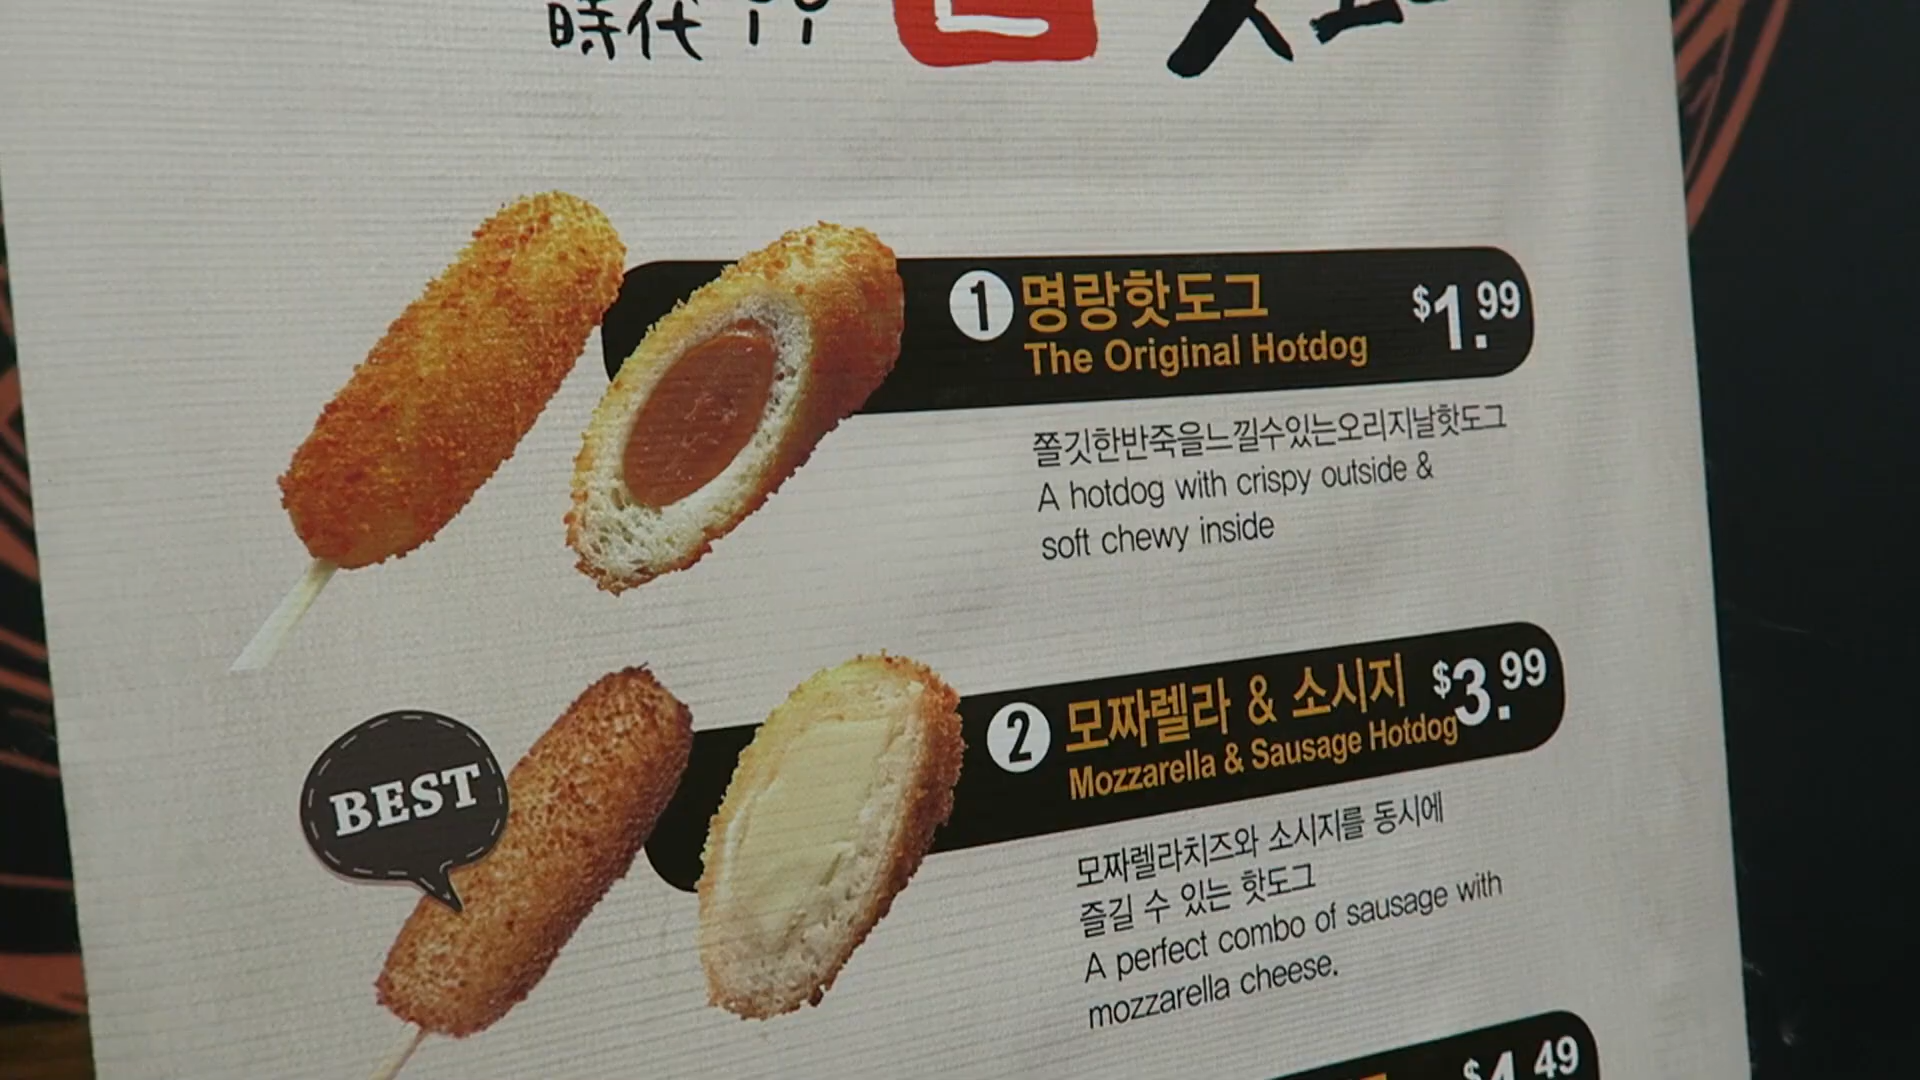 時代
1 명랑핫도그 $1.99
The Original Hotdog
쫄깃한반죽을느낄수있는오리지날핫도그
A hotdog with crispy outside &
soft chewy inside
BEST
2 모짜렐라 & 소시지 $3.99
Mozzarella & Sausage Hotdog
모짜렐라치즈와 소시지를 동시에
즐길 수 있는 핫도그
A perfect combo of sausage with
mozzarella cheese.
$4.49